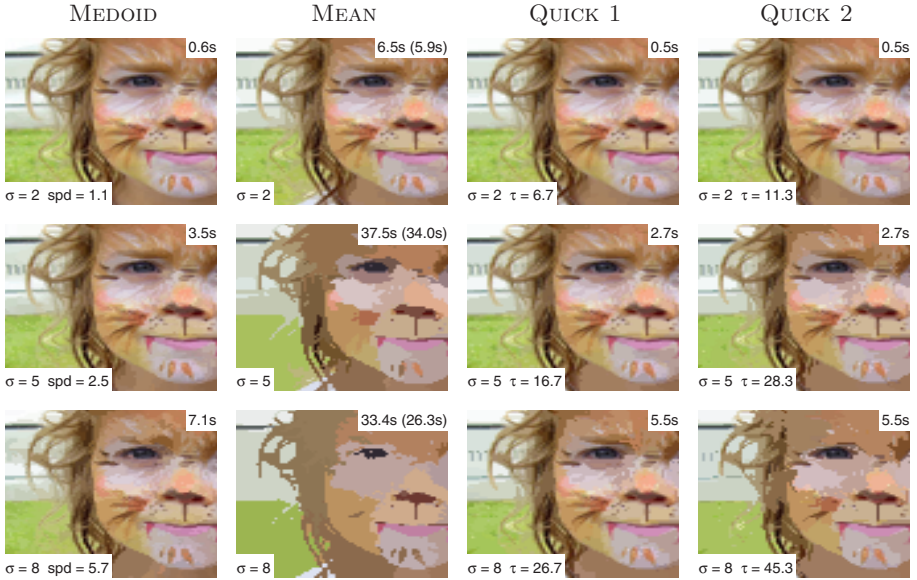 MEDOID MEAN QUICK 1 QUICK 2
0.6s 6.5s (5.9s) 0.5s 0.5s
σ = 2 spd = 1.1 σ = 2 σ = 2 τ = 6.7 σ = 2 τ = 11.3
3.5s 37.5s (34.0s) 2.7s 2.7s
σ = 5 spd = 2.5 σ = 5 σ = 5 τ = 16.7 σ = 5 τ = 28.3
7.1s 33.4s (26.3s) 5.5s 5.5s
σ = 8 spd = 5.7 σ = 8 σ = 8 τ = 26.7 σ = 8 τ = 45.3